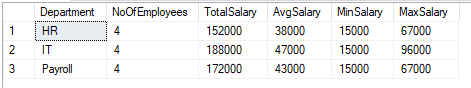 Department NoOfEmployees TotalSalary AvgSalary MinSalary MaxSalary
1 HR 4 152000 38000 15000 67000
2 IT 4 188000 47000 15000 96000
3 Payroll 4 172000 43000 15000 67000